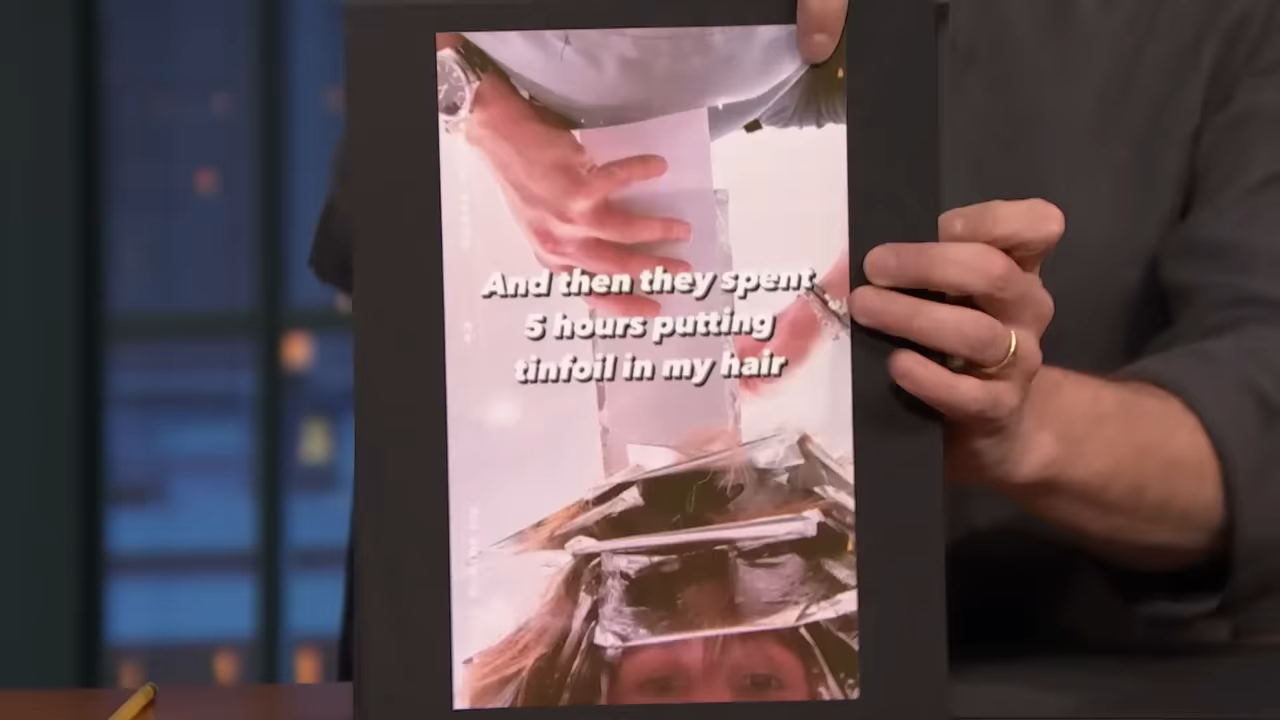 And then they spent
5 hours putting
tinfoil in my hair